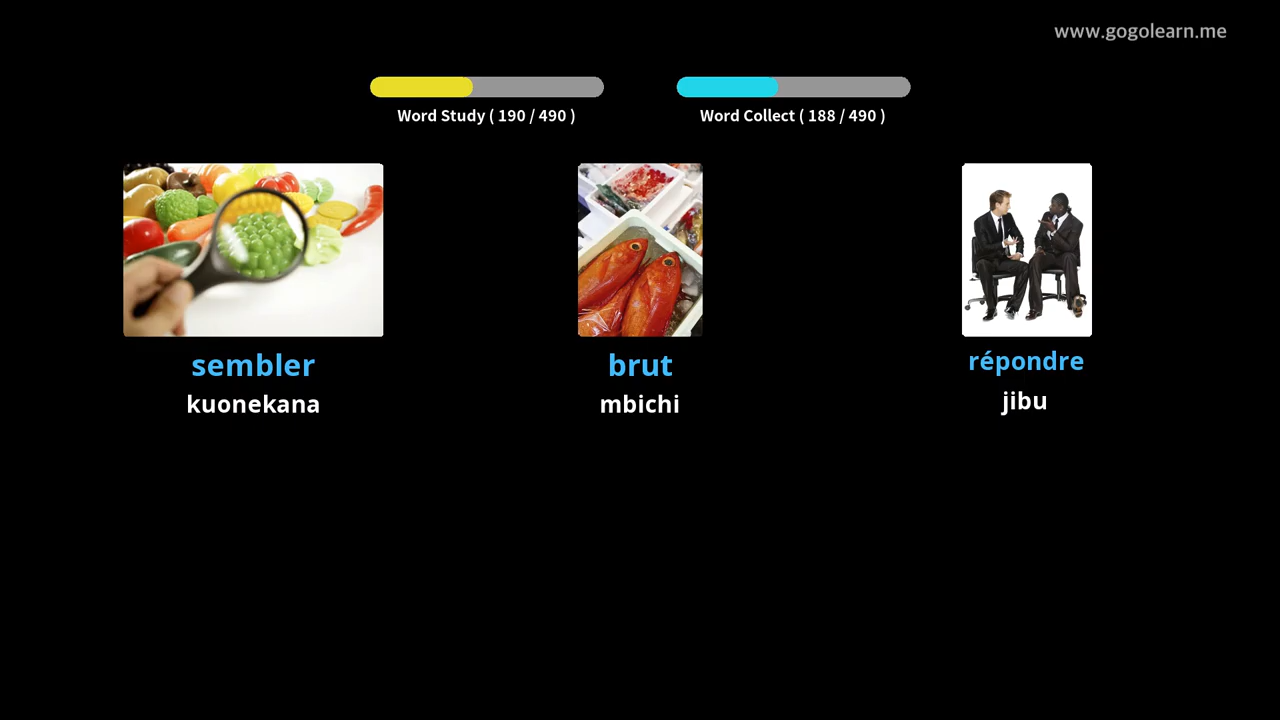 www.gogolearn.me
Word Study ( 190 / 490 )
Word Collect ( 188 / 490 )
sembler
kuonekana
brut
mbichi
répondre
jibu